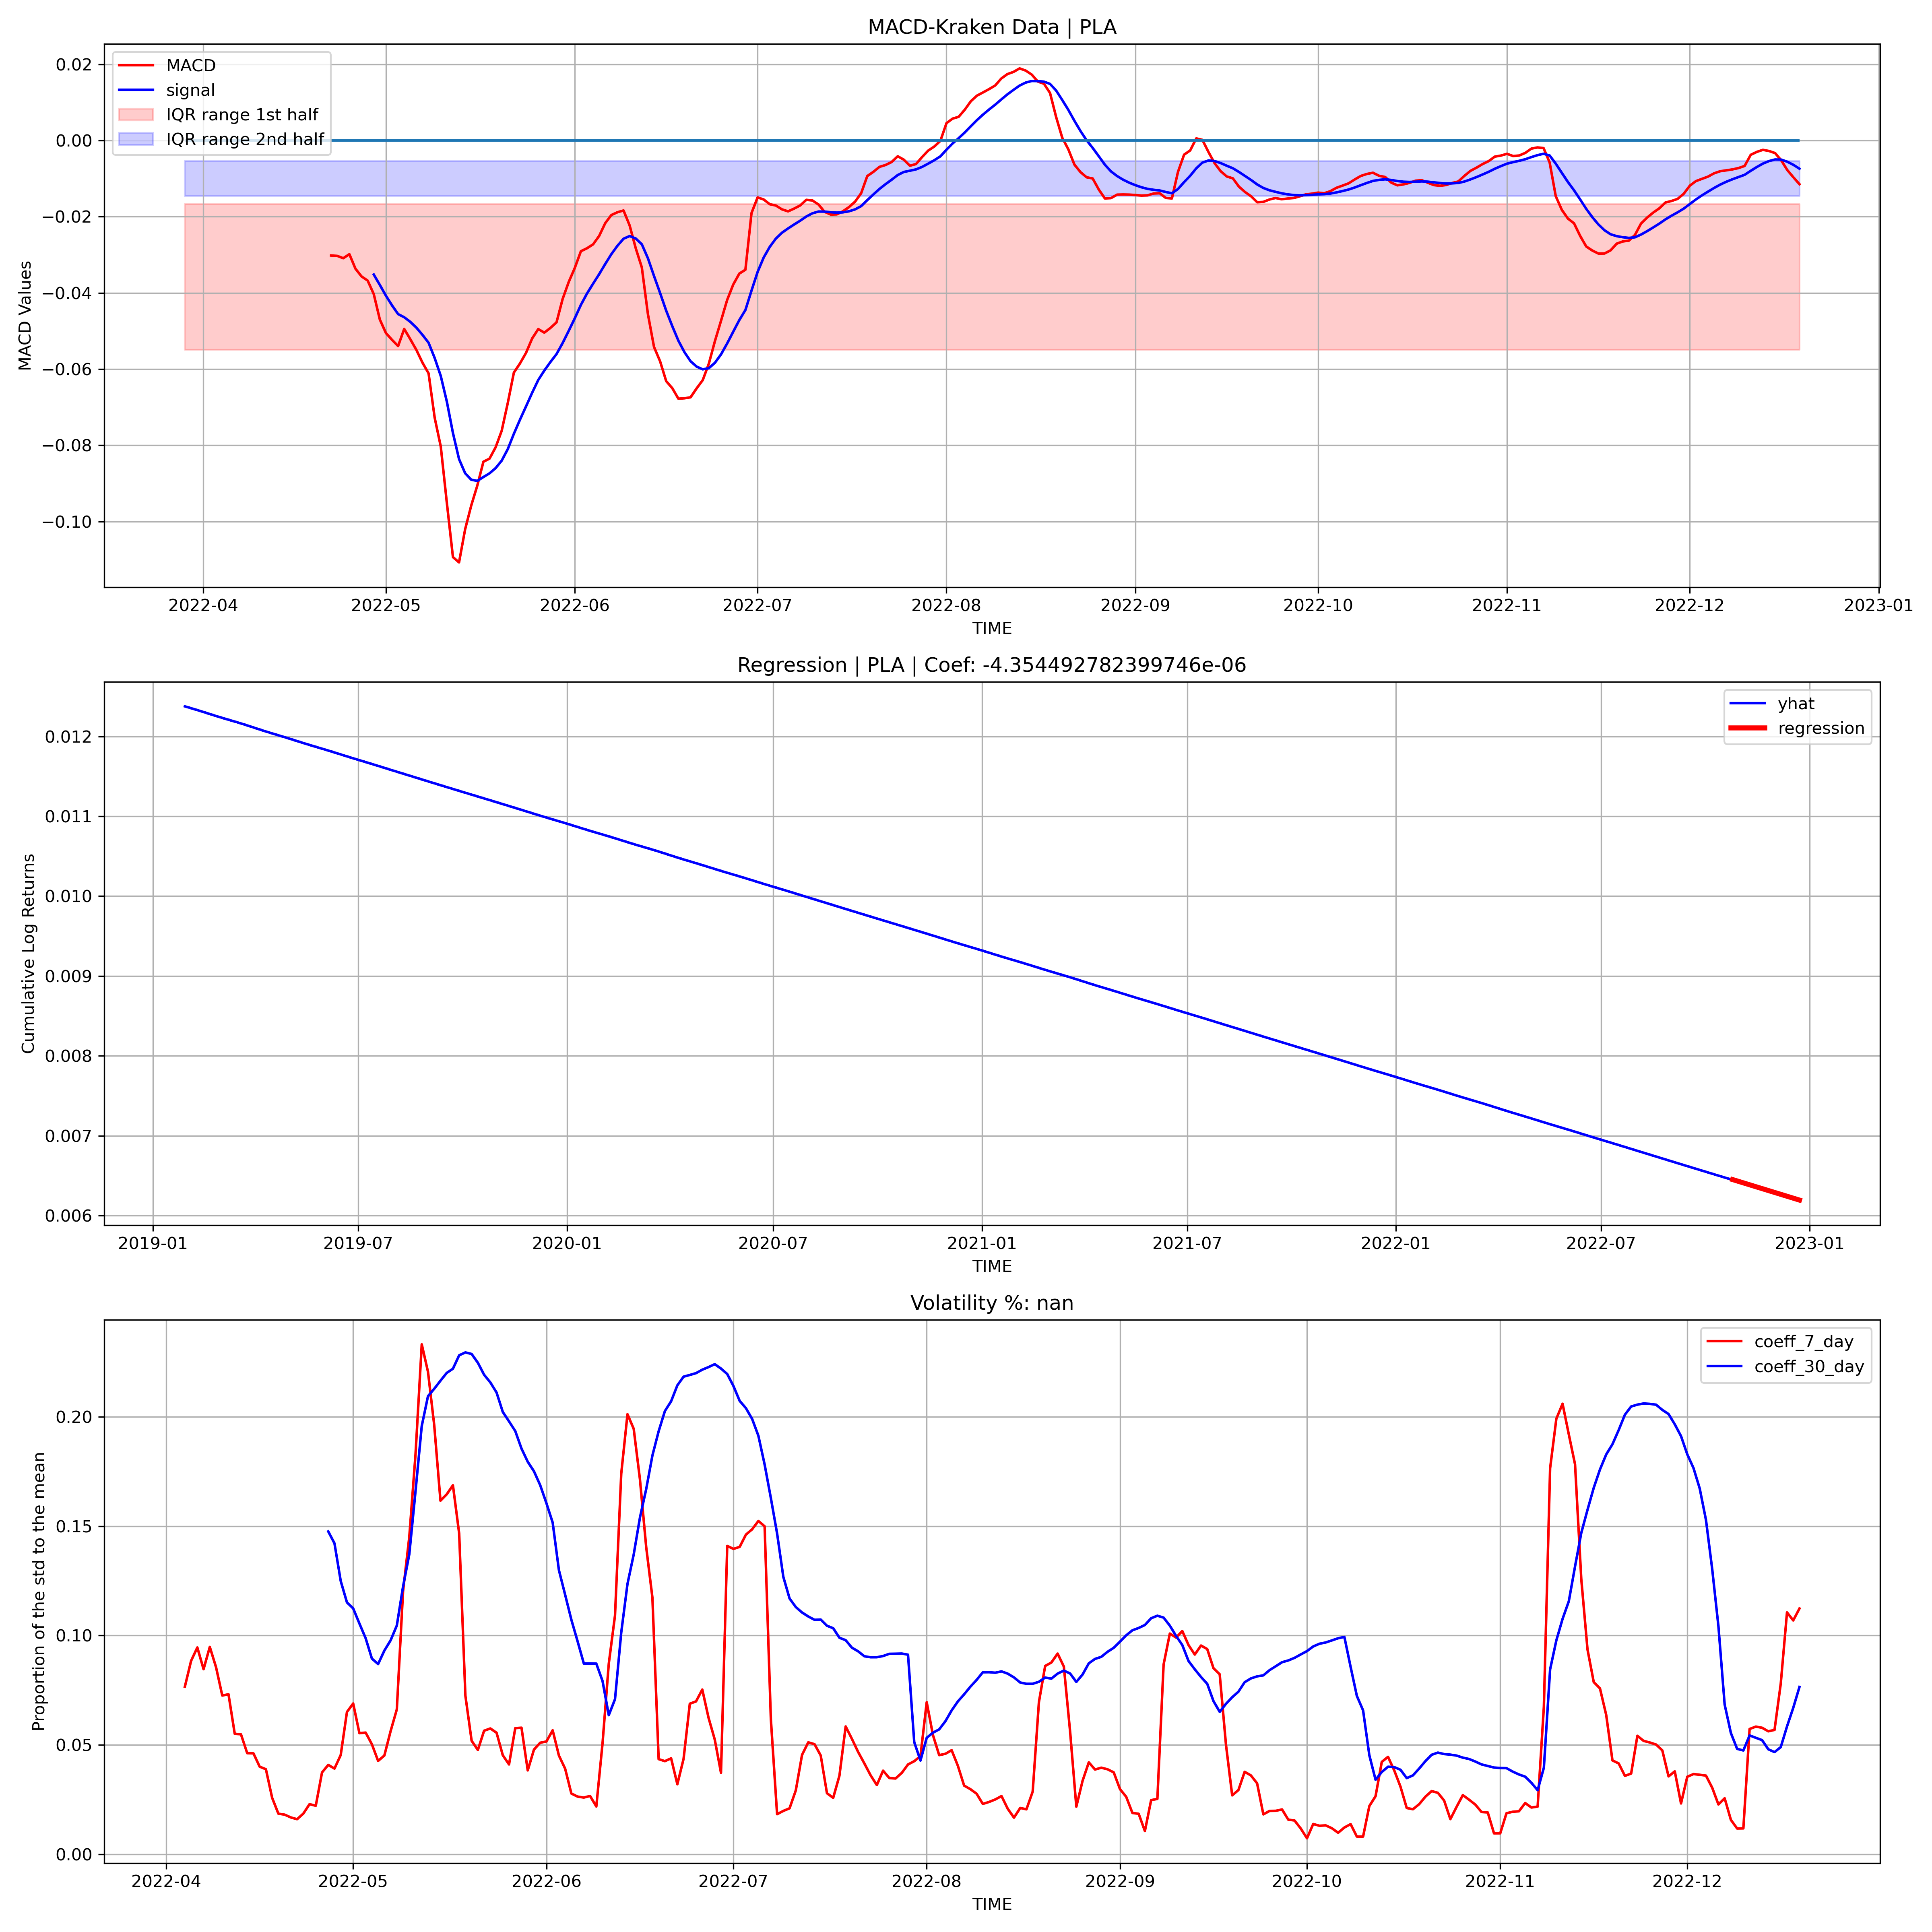 MACD-Kraken Data | PLA
MACD
signal
IQR range 1st half
IQR range 2nd half
MACD Values
0.02
0.00
−0.02
−0.04
−0.06
−0.08
−0.10
2022-04 2022-05 2022-06 2022-07 2022-08 2022-09 2022-10 2022-11 2022-12 2023-01
TIME
Regression | PLA | Coef: -4.354492782399746e-06
yhat
regression
Cumulative Log Returns
0.012
0.011
0.010
0.009
0.008
0.007
0.006
2019-01 2019-07 2020-01 2020-07 2021-01 2021-07 2022-01 2022-07 2023-01
TIME
Volatility %: nan
coeff_7_day
coeff_30_day
Proportion of the std to the mean
0.20
0.15
0.10
0.05
0.00
2022-04 2022-05 2022-06 2022-07 2022-08 2022-09 2022-10 2022-11 2022-12
TIME